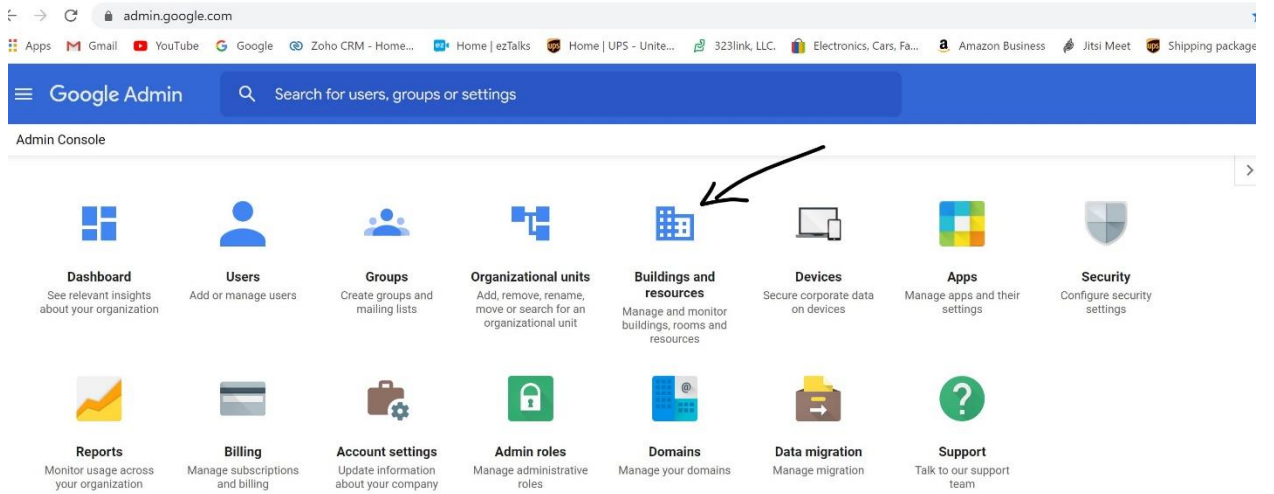 admin.google.com
Apps Gmail YouTube Google Zoho CRM - Home... Home | ezTalks Home | UPS - Unite... 323link, LLC. Electronics, Cars, Fa... Amazon Business Jitsi Meet Shipping package
Google Admin Search for users, groups or settings
Admin Console
Dashboard
See relevant insights
about your organization
Users
Add or manage users
Groups
Create groups and
mailing lists
Organizational units
Add, remove, rename,
move or search for an
organizational unit
Buildings and
resources
Manage and monitor
buildings, rooms and
resources
Devices
Secure corporate data
on devices
Apps
Manage apps and their
settings
Security
Configure security
settings
Reports
Monitor usage across
your organization
Billing
Manage subscriptions
and billing
Account settings
Update information
about your company
Admin roles
Manage administrative
roles
Domains
Manage your domains
Data migration
Manage migration
Support
Talk to our support
team